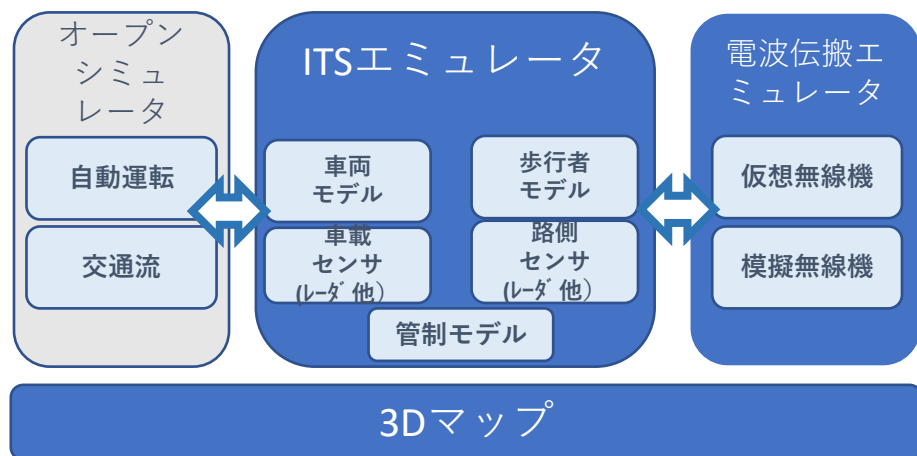 オープン
シミュ
レータ
自動運転
交通流
ITSエミュレータ
車両
モデル
歩行者
モデル
車載
センサ
(ﾚｰﾀﾞ他）
路側
センサ
(ﾚｰﾀﾞ他）
管制モデル
電波伝搬エ
ミュレータ
仮想無線機
模擬無線機
3Dマップ